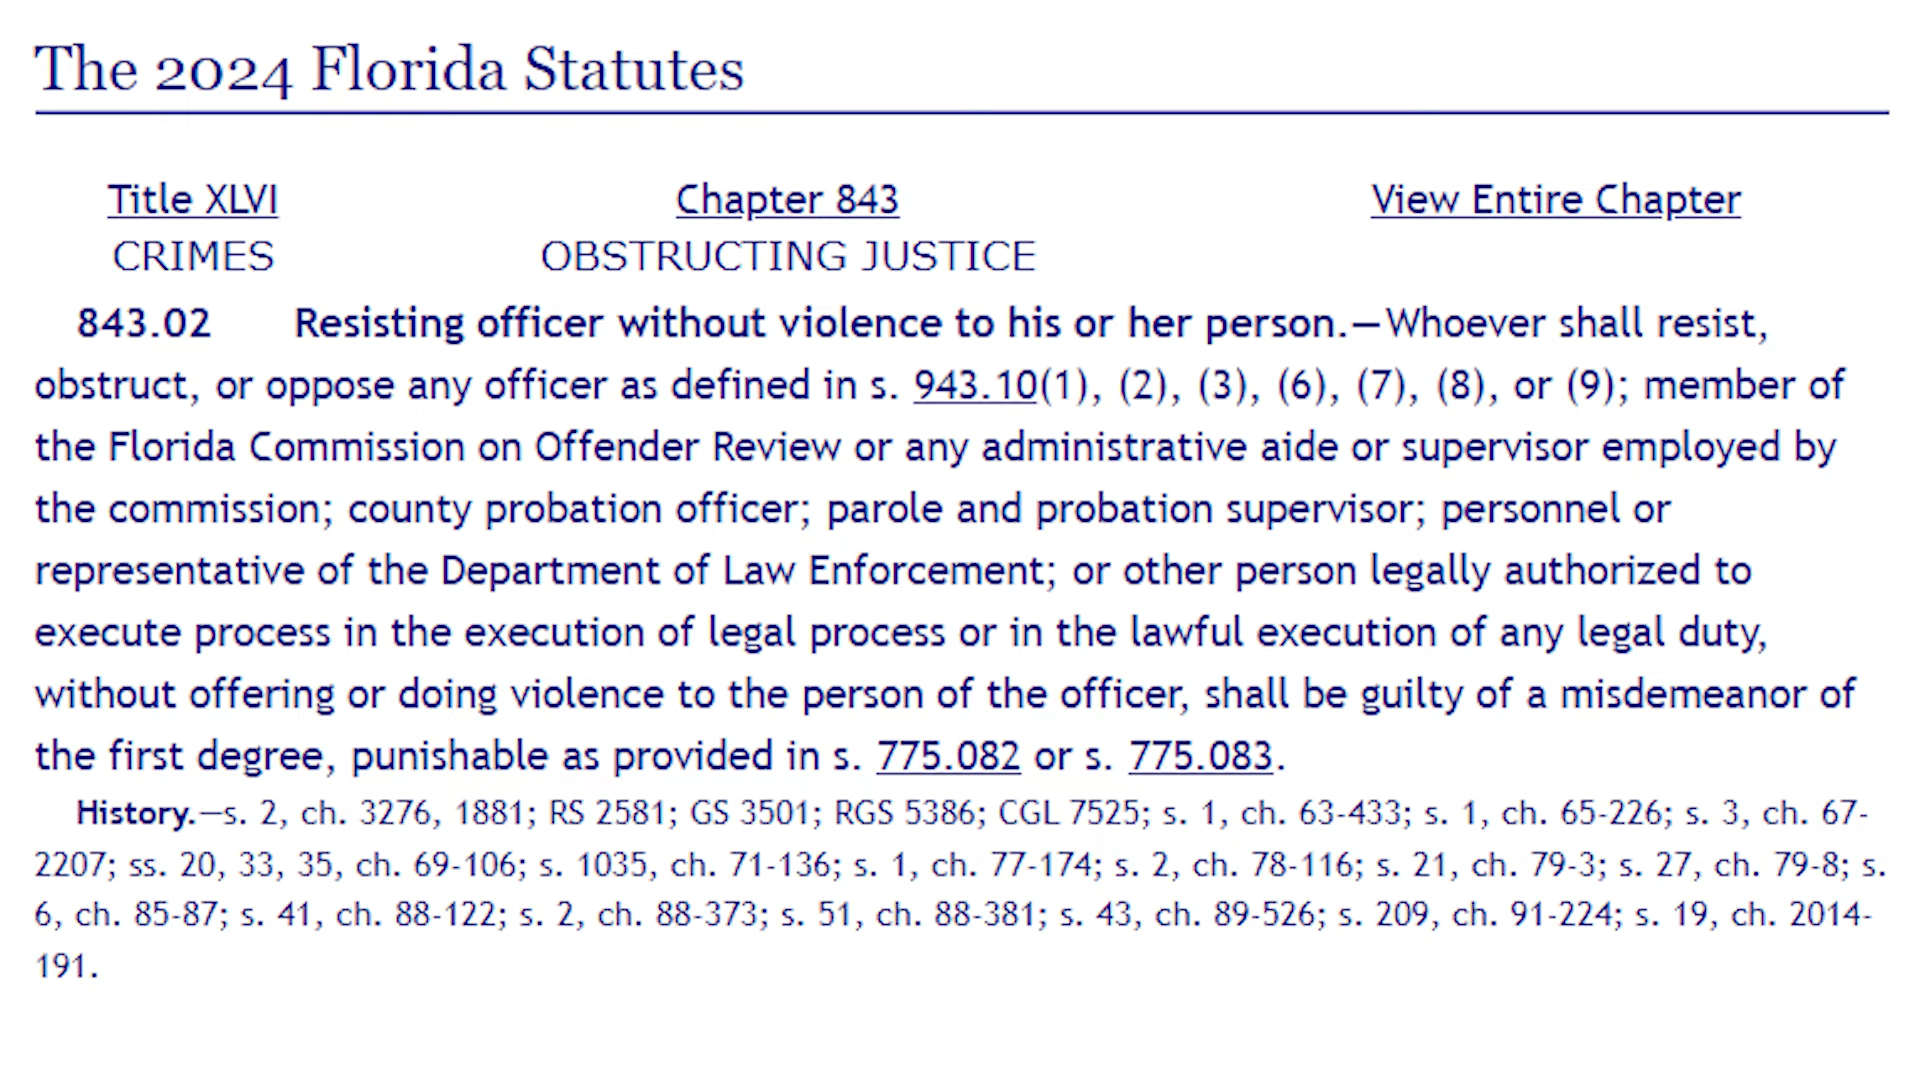 The 2024 Florida Statutes
Title XLVI Chapter 843 View Entire Chapter
CRIMES OBSTRUCTING JUSTICE
843.02 Resisting officer without violence to his or her person.—Whoever shall resist,
obstruct, or oppose any officer as defined in s. 943.10(1), (2), (3), (6), (7), (8), or (9); member of
the Florida Commission on Offender Review or any administrative aide or supervisor employed by
the commission; county probation officer; parole and probation supervisor; personnel or
representative of the Department of Law Enforcement; or other person legally authorized to
execute process in the execution of legal process or in the lawful execution of any legal duty,
without offering or doing violence to the person of the officer, shall be guilty of a misdemeanor of
the first degree, punishable as provided in s. 775.082 or s. 775.083.
History.—s. 2, ch. 3276, 1881; RS 2581; GS 3501; RGS 5386; CGL 7525; s. 1, ch. 63-433; s. 1, ch. 65-226; s. 3, ch. 67-
2207; ss. 20, 33, 35, ch. 69-106; s. 1035, ch. 71-136; s. 1, ch. 77-174; s. 2, ch. 78-116; s. 21, ch. 79-3; s. 27, ch. 79-8; s.
6, ch. 85-87; s. 41, ch. 88-122; s. 2, ch. 88-373; s. 51, ch. 88-381; s. 43, ch. 89-526; s. 209, ch. 91-224; s. 19, ch. 2014-
191.